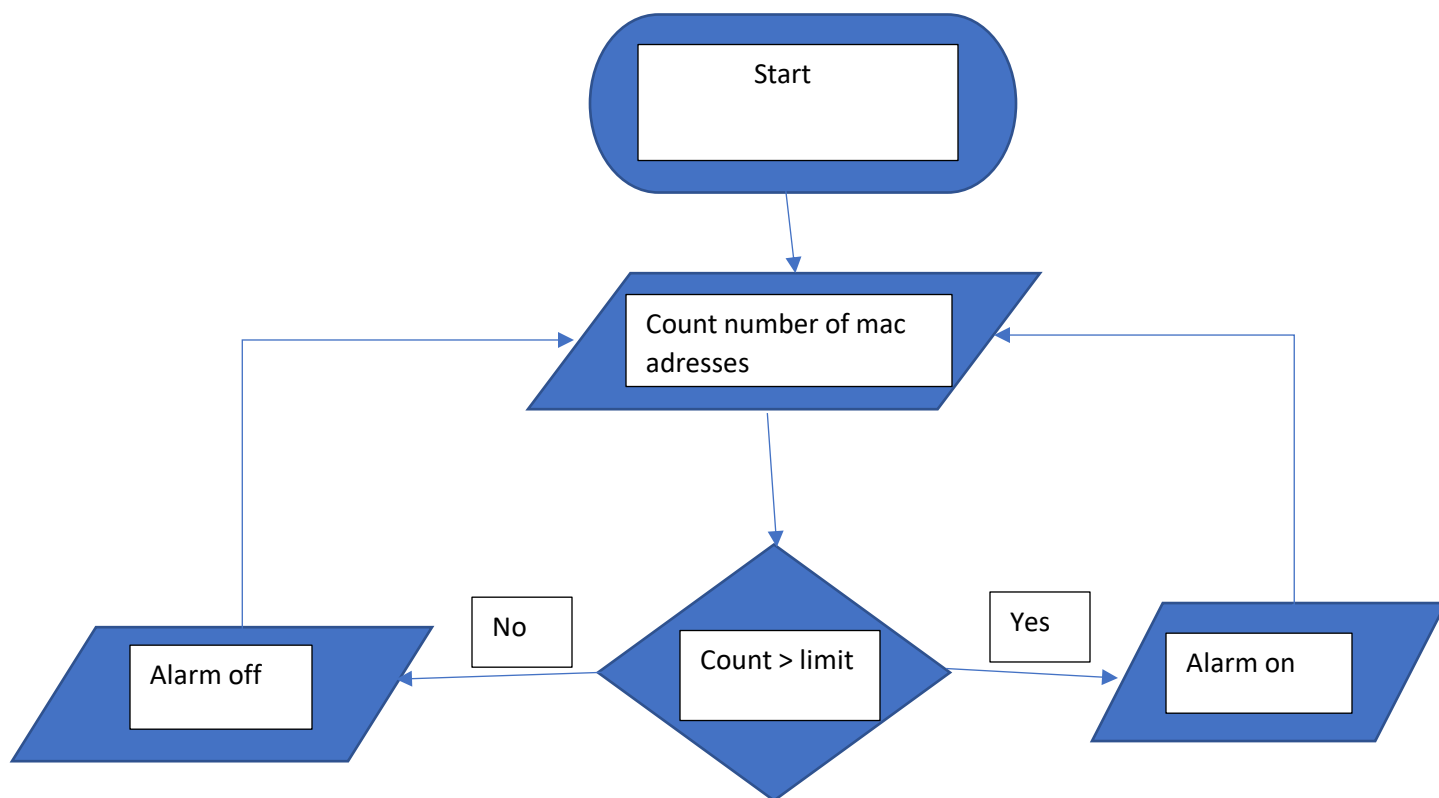 Start
Count number of mac
adresses
No
Yes
Count > limit
Alarm off
Alarm on